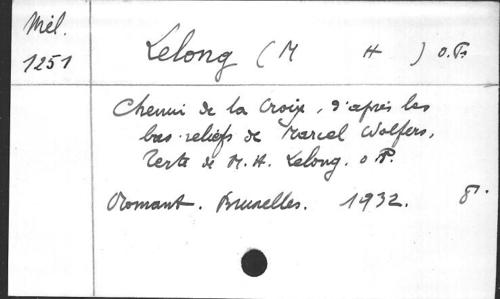 Mél.
1251
Lelong (M H) O.P.
Chemin de la Croix, d'après les
bas-reliefs de Marcel Wolfers,
Texte de M.H. Lelong. O P.
Bruxelles. 1932. 8°.